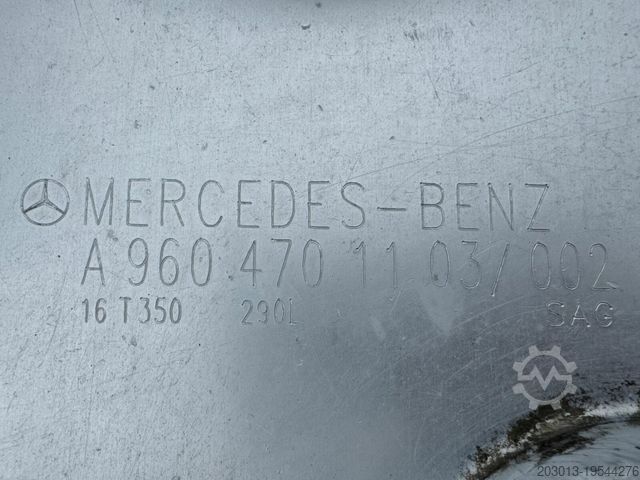 MERCEDES-BENZ
A 960 470 11 03/002
16 T350 290L SAG
203013-19544276